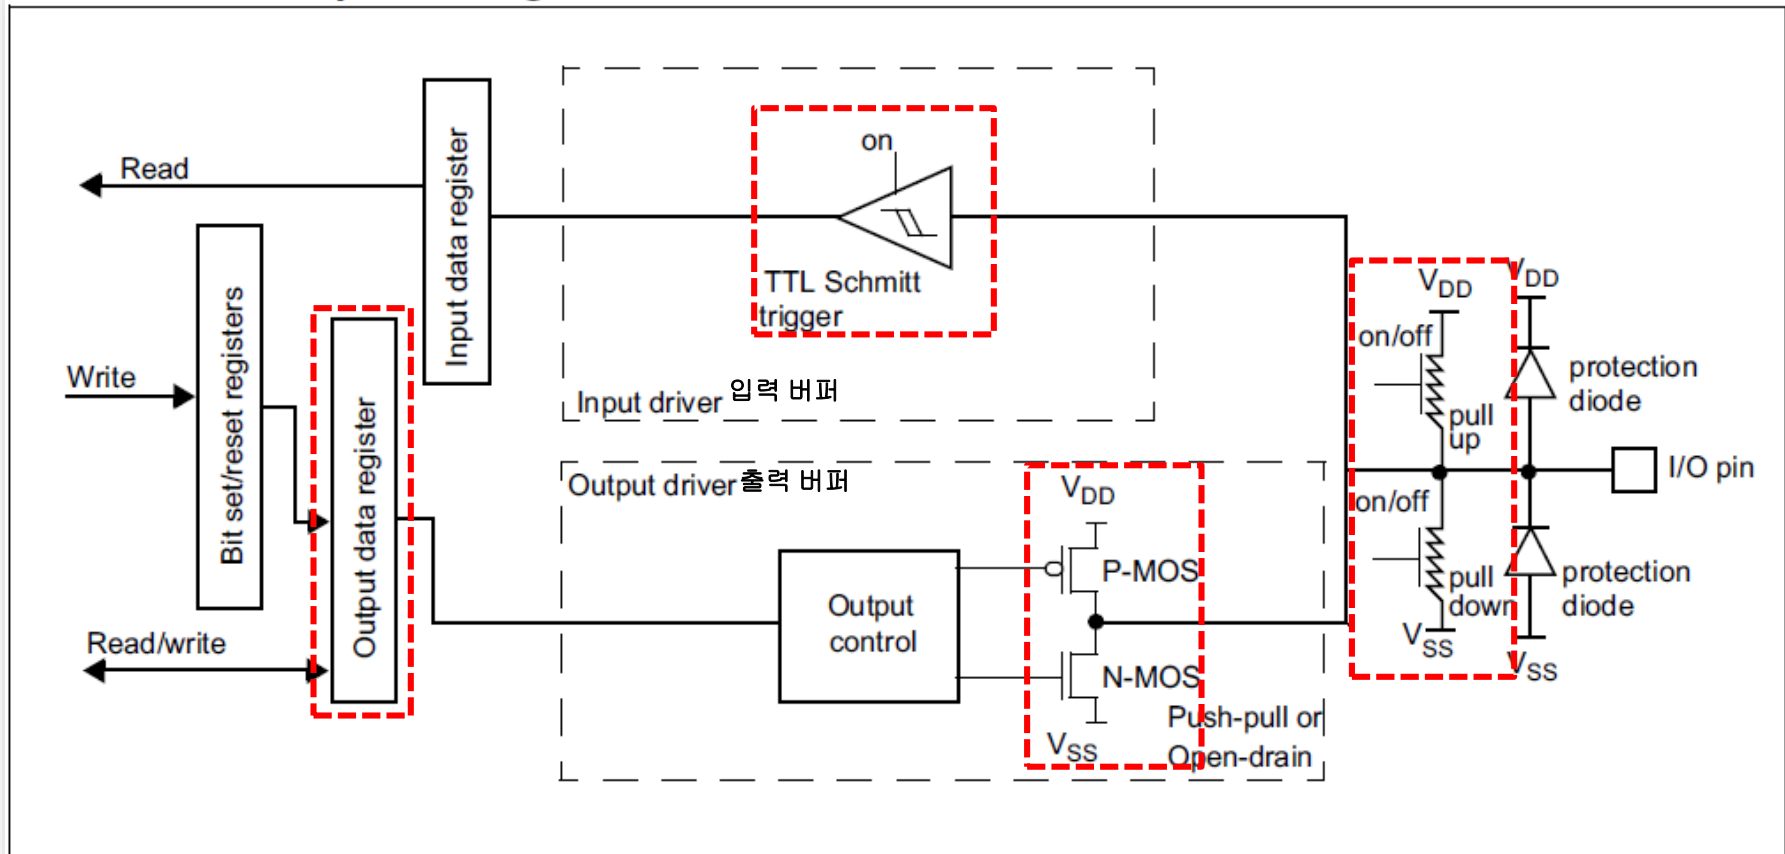 on
Read
Input data register
TTL Schmitt
trigger
Bit set/reset registers
Write
Output data register
Input driver 입력 버퍼
Output driver 출력 버퍼
Read/write
Output
control
VDD
P-MOS
N-MOS
VSS
Push-pull or
Open-drain
VDD
VDD
on/off
pull
up
protection
diode
I/O pin
on/off
pull
down
protection
diode
VSS
VSS